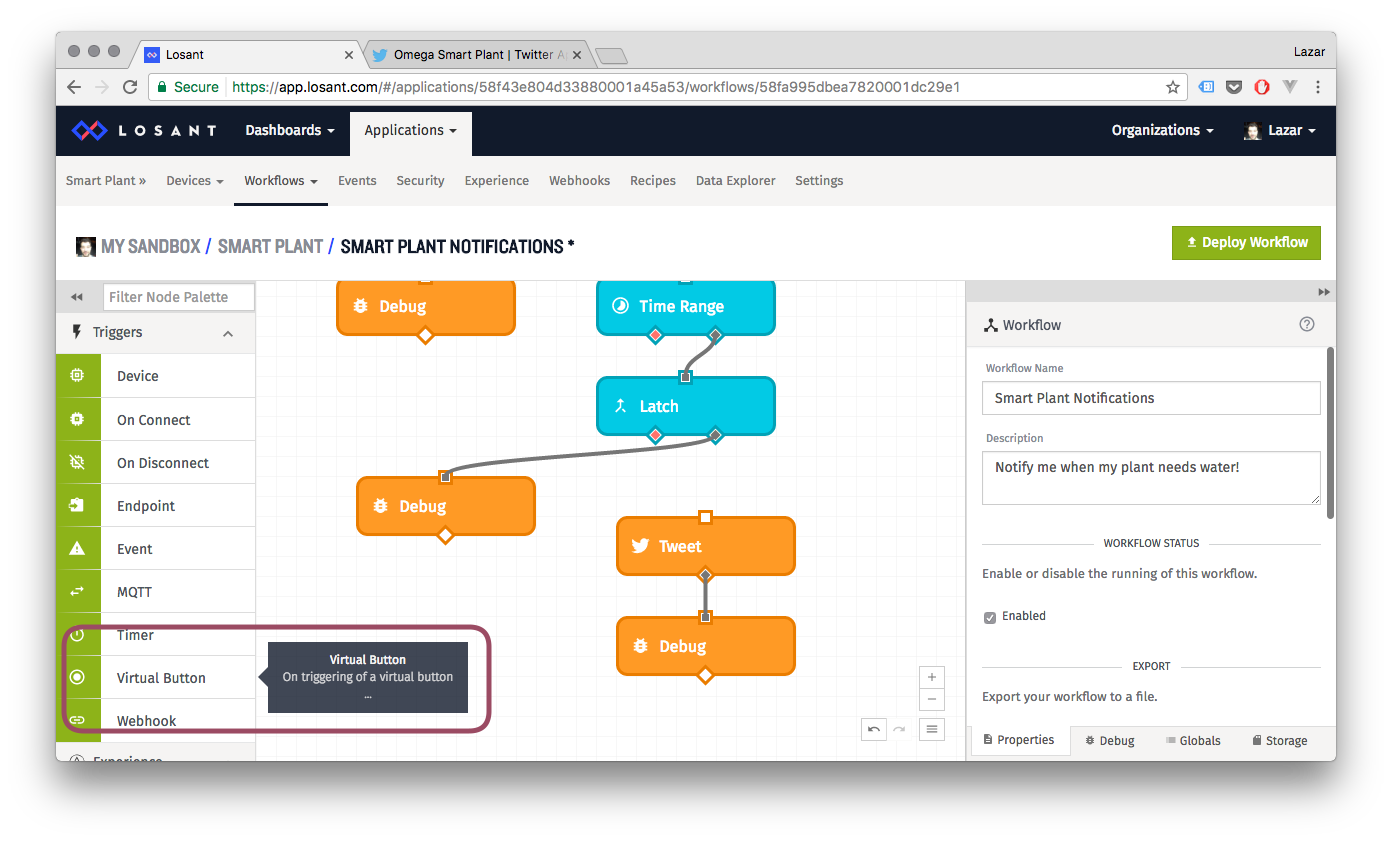 Losant
Omega Smart Plant | Twitter A
Lazar
Secure https://app.losant.com/#/applications/58f43e804d33880001a45a53/workflows/58fa995dbea7820001dc29e1
LOSANT Dashboards Applications Organizations Lazar
Smart Plant » Devices Workflows Events Security Experience Webhooks Recipes Data Explorer Settings
MY SANDBOX / SMART PLANT / SMART PLANT NOTIFICATIONS *
Deploy Workflow
Filter Node Palette
Triggers
Device
On Connect
On Disconnect
Endpoint
Event
MQTT
Timer
Virtual Button
Webhook
Experience
Virtual Button
On triggering of a virtual button
...
Debug
Time Range
Latch
Debug
Tweet
Debug
Workflow
Workflow Name
Smart Plant Notifications
Description
Notify me when my plant needs water!
WORKFLOW STATUS
Enable or disable the running of this workflow.
Enabled
EXPORT
Export your workflow to a file.
Properties Debug Globals Storage